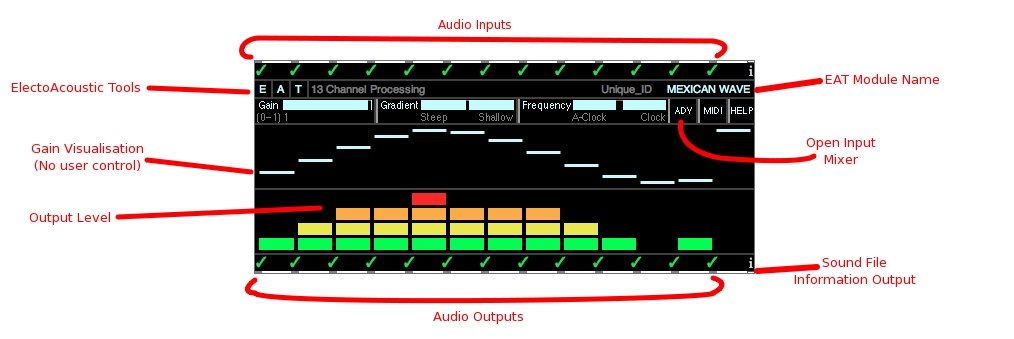 Audio Inputs
✓ ✓ ✓ ✓ ✓ ✓ ✓ ✓ ✓ ✓ ✓ ✓ ✓ i
ElectoAcoustic Tools
E A T 13 Channel Processing Unique_ID MEXICAN WAVE
EAT Module Name
Gain Gradient Frequency ADV MIDI HELP
(0-1) 1 Steep Shallow A-Clock Clock
Gain Visualisation
(No user control)
Open Input
Mixer
Output Level
✓ ✓ ✓ ✓ ✓ ✓ ✓ ✓ ✓ ✓ ✓ ✓ ✓ i
Sound File
Information Output
Audio Outputs